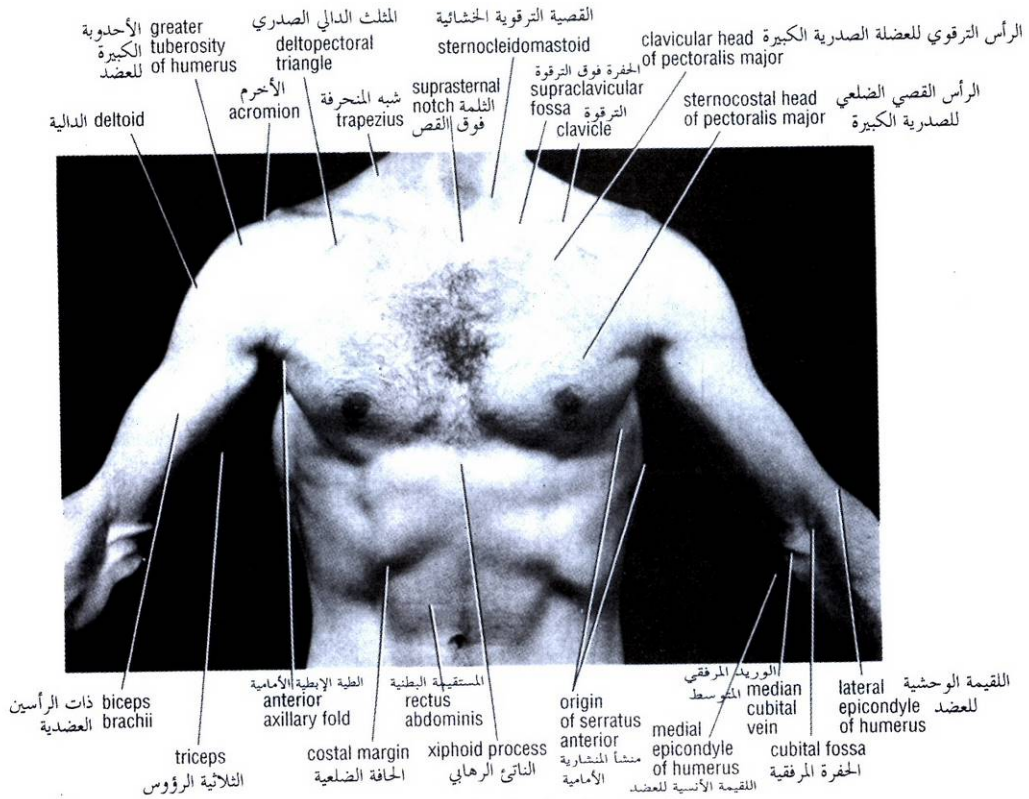 الأحدوبة
الكبيرة
للعضد
greater
tuberosity
of humerus
المثلث الدالي الصدري
deltopectoral
triangle
القصية الترقوية الخشائية
sternocleidomastoid
clavicular head الرأس الترقوي للعضلة الصدرية الكبيرة
of pectoralis major
الأخرم
acromion
شبه المنحرفة
trapezius
suprasternal
notch الثلمة
فوق القص
الحفرة فوق الترقوة
supraclavicular
fossa الترقوة
clavicle
sternocostal head الرأس القصي الضلعي
of pectoralis major للصدرية الكبيرة
الدالية deltoid
ذات الرأسين biceps
العضدية brachii
triceps
الثلاثية الرؤوس
الطية الإبطية الأمامية
anterior
axillary fold
costal margin
الحافة الضلعية
المستقيمة البطنية
rectus
abdominis
xiphoid process
الناتئ الرهابي
origin
of serratus
anterior
منشأ المنشارية
الأمامية
medial
epicondyle
of humerus
اللقيمة الأنسية للعضد
الوريد المرفقي
المتوسط median
cubital
vein
cubital fossa
الحفرة المرفقية
lateral اللقيمة الوحشية
epicondyle للعضد
of humerus